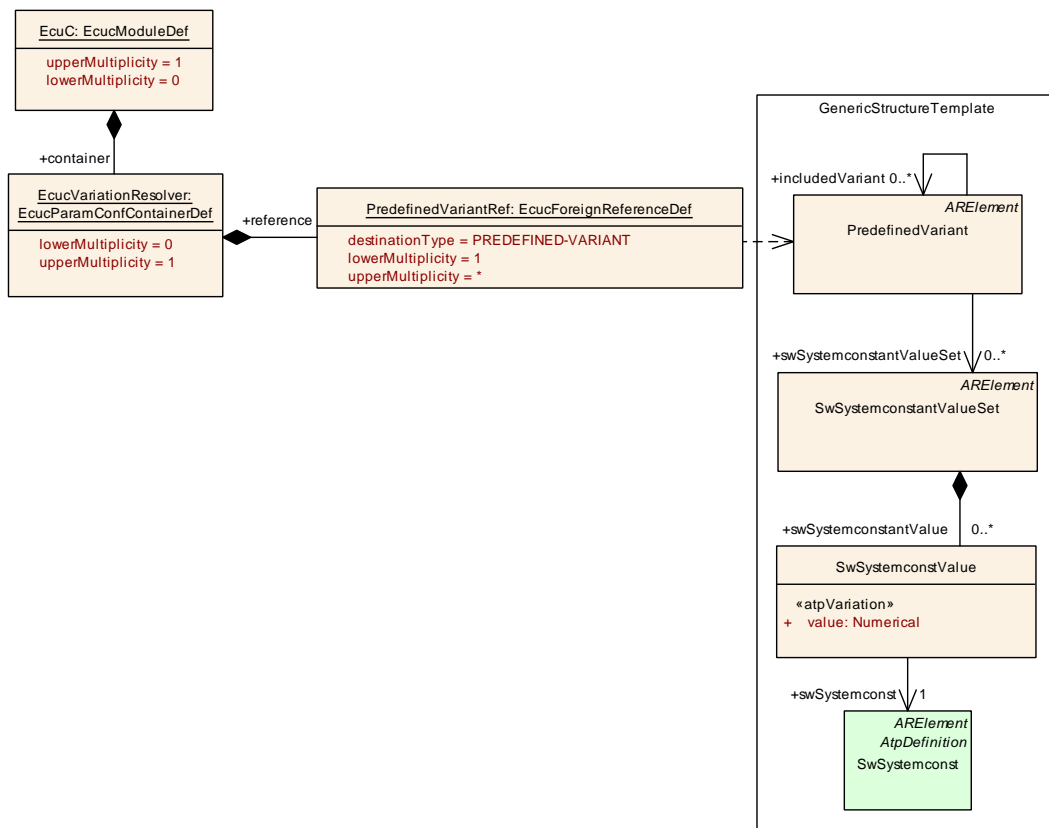 EcuC: EcucModuleDef
upperMultiplicity = 1
lowerMultiplicity = 0
+container
EcucVariationResolver:
EcucParamConfContainerDef
lowerMultiplicity = 0
upperMultiplicity = 1
+reference
PredefinedVariantRef: EcucForeignReferenceDef
destinationType = PREDEFINED-VARIANT
lowerMultiplicity = 1
upperMultiplicity = *
GenericStructureTemplate
+includedVariant 0..*
ARElement
PredefinedVariant
+swSystemconstantValueSet 0..*
ARElement
SwSystemconstantValueSet
+swSystemconstantValue 0..*
SwSystemconstValue
«atpVariation»
+ value: Numerical
+swSystemconst 1
ARElement
AtpDefinition
SwSystemconst